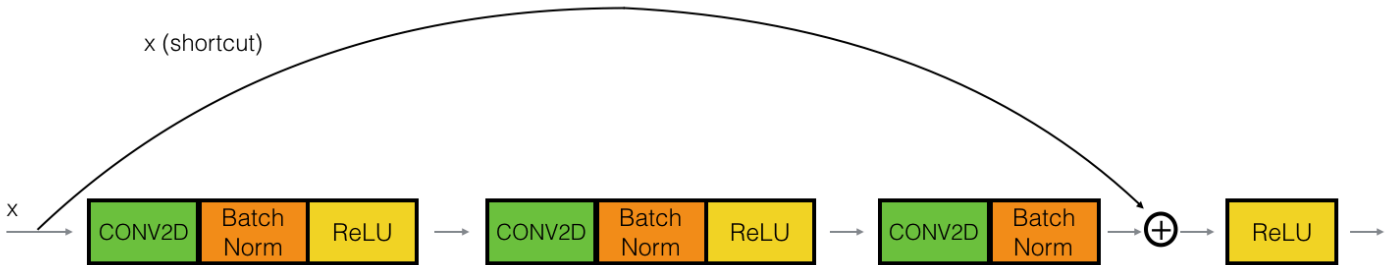 x (shortcut)
x
CONV2D
Batch
Norm
ReLU
CONV2D
Batch
Norm
ReLU
CONV2D
Batch
Norm
ReLU